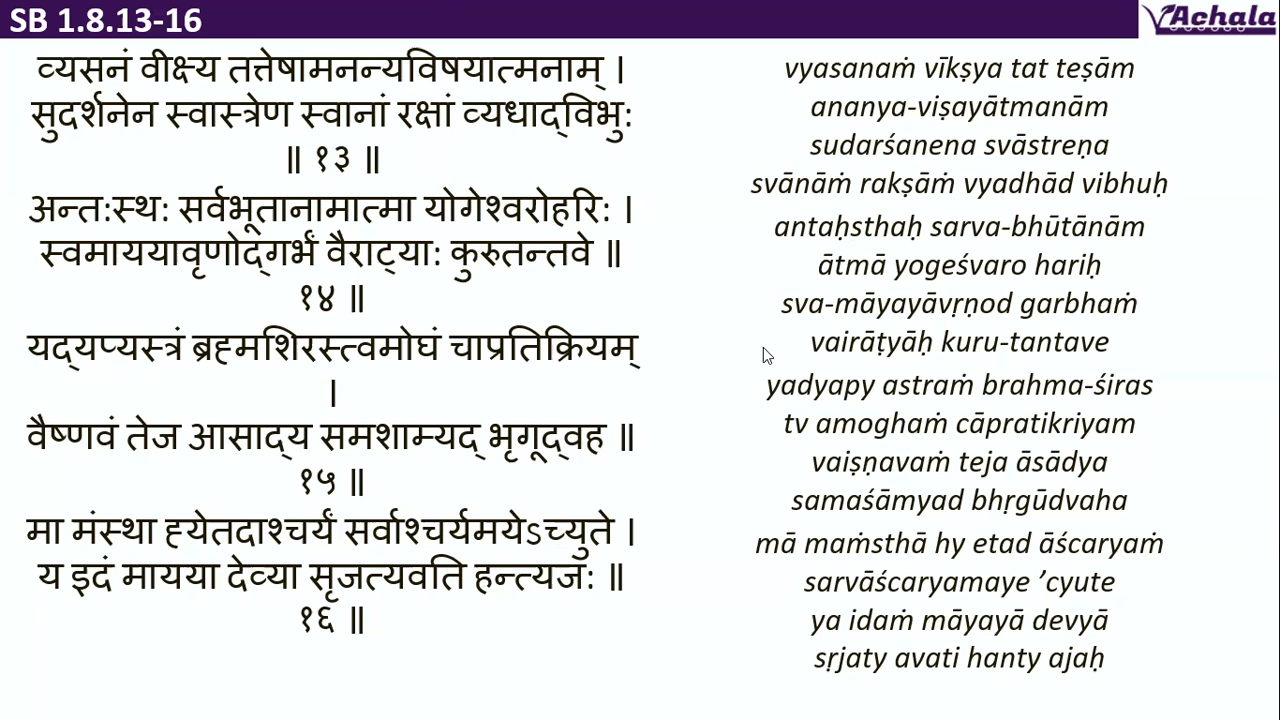 SB 1.8.13-16
Achala
व्यसनं वीक्ष्य तत्तेषामनन्यविषयात्मनाम् ।
सुदर्शनेन स्वास्त्रेण स्वानां रक्षां व्यधाद्‌विभु:
॥ १३ ॥
अन्त:स्थ: सर्वभूतानामात्मा योगेश्वरोहरि: ।
स्वमाययावृणोद्‌गर्भं वैराट्या: कुरुतन्तवे ॥
१४ ॥
यद्यप्यस्त्रं ब्रह्मशिरस्त्वमोघं चाप्रतिक्रियम्
।
वैष्णवं तेज आसाद्य समशाम्यद् भृगूद्वह ॥
१५ ॥
मा मंस्था ह्येतदाश्चर्यं सर्वाश्चर्यमयेऽच्युते ।
य इदं मायया देव्या सृजत्यवति हन्त्यज: ॥
१६ ॥
vyasanaṁ vīkṣya tat teṣām
ananya-viṣayātmanām
sudarśanena svāstreṇa
svānāṁ rakṣāṁ vyadhād vibhuḥ
antaḥsthaḥ sarva-bhūtānām
ātmā yogeśvaro hariḥ
sva-māyayāvṛṇod garbhaṁ
vairāṭyāḥ kuru-tantave
yadyapy astraṁ brahma-śiras
tv amoghaṁ cāpratikriyam
vaiṣṇavaṁ teja āsādya
samaśāmyad bhṛgūdvaha
mā maṁsthā hy etad āścaryaṁ
sarvāścaryamaye ’cyute
ya idaṁ māyayā devyā
sṛjaty avati hanty ajaḥ